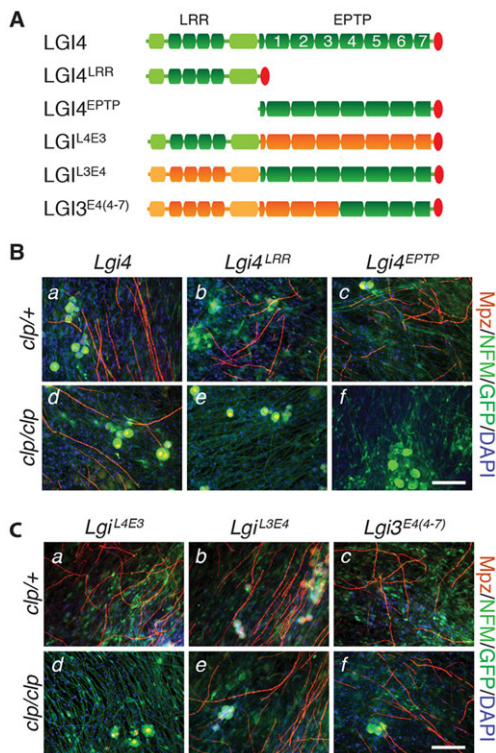 A
LRR EPTP
LGI4 1 2 3 4 5 6 7
LGI4LRR
LGI4EPTP
LGIL4E3
LGIL3E4
LGI3E4(4-7)
B
Lgi4 Lgi4LRR Lgi4EPTP
clp/+ a b c
clp/clp d e f
Mpz/NFM/GFP/DAPI
C
LgiL4E3 LgiL3E4 Lgi3E4(4-7)
clp/+ a b c
clp/clp d e f
Mpz/NFM/GFP/DAPI